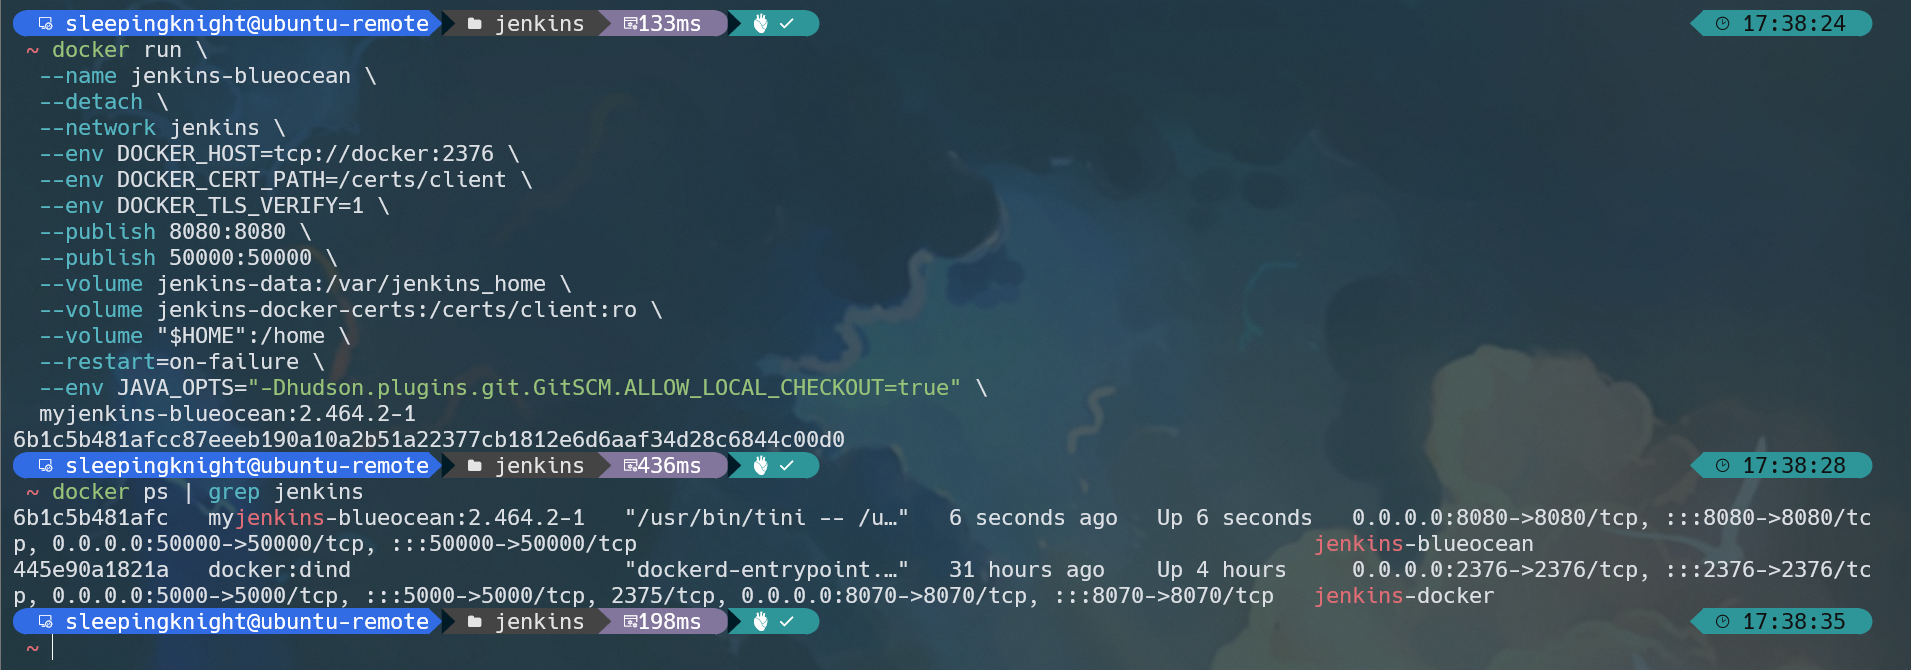 sleepingknight@ubuntu-remote jenkins 133ms 17:38:24
~ docker run \
--name jenkins-blueocean \
--detach \
--network jenkins \
--env DOCKER_HOST=tcp://docker:2376 \
--env DOCKER_CERT_PATH=/certs/client \
--env DOCKER_TLS_VERIFY=1 \
--publish 8080:8080 \
--publish 50000:50000 \
--volume jenkins-data:/var/jenkins_home \
--volume jenkins-docker-certs:/certs/client:ro \
--volume "$HOME":/home \
--restart=on-failure \
--env JAVA_OPTS="-Dhudson.plugins.git.GitSCM.ALLOW_LOCAL_CHECKOUT=true" \
myjenkins-blueocean:2.464.2-1
6b1c5b481afcc87eeeb190a10a2b51a22377cb1812e6d6aaf34d28c6844c00d0
sleepingknight@ubuntu-remote jenkins 436ms 17:38:28
~ docker ps | grep jenkins
6b1c5b481afc myjenkins-blueocean:2.464.2-1 "/usr/bin/tini -- /u…" 6 seconds ago Up 6 seconds 0.0.0.0:8080->8080/tcp, :::8080->8080/tc
p, 0.0.0.0:50000->50000/tcp, :::50000->50000/tcp jenkins-blueocean
445e90a1821a docker:dind "dockerd-entrypoint.…" 31 hours ago Up 4 hours 0.0.0.0:2376->2376/tcp, :::2376->2376/tc
p, 0.0.0.0:5000->5000/tcp, :::5000->5000/tcp, 2375/tcp, 0.0.0.0:8070->8070/tcp, :::8070->8070/tcp jenkins-docker
sleepingknight@ubuntu-remote jenkins 198ms 17:38:35
~